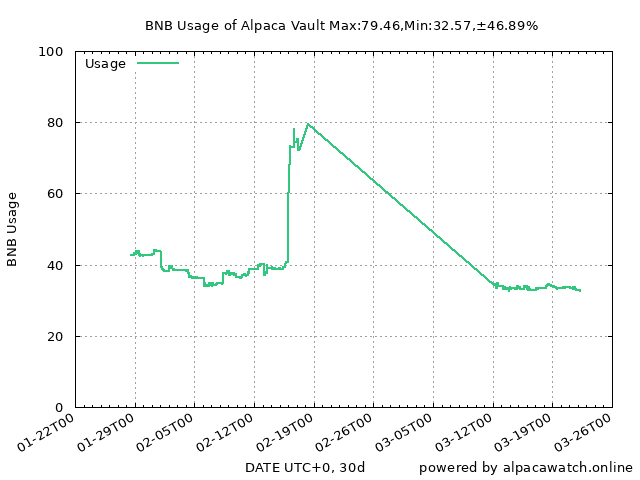 BNB Usage of Alpaca Vault Max:79.46,Min:32.57,±46.89%
Usage
100
80
60
40
20
0
BNB Usage
01-22T00
01-29T00
02-05T00
02-12T00
02-19T00
02-26T00
03-05T00
03-12T00
03-19T00
03-26T00
DATE UTC+0, 30d
powered by alpacawatch.online